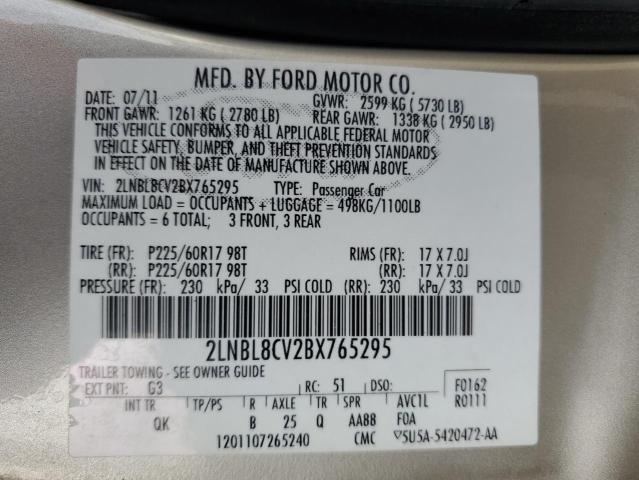 MFD. BY FORD MOTOR CO.
DATE: 07/11 GVWR: 2599 KG ( 5730 LB)
FRONT GAWR: 1261 KG ( 2780 LB) REAR GAWR: 1338 KG ( 2950 LB)
THIS VEHICLE CONFORMS TO ALL APPLICABLE FEDERAL MOTOR
VEHICLE SAFETY, BUMPER, AND THEFT PREVENTION STANDARDS
IN EFFECT ON THE DATE OF MANUFACTURE SHOWN ABOVE.
VIN: 2LNBL8CV2BX765295 TYPE: Passenger Car
MAXIMUM LOAD = OCCUPANTS + LUGGAGE = 498KG/1100LB
OCCUPANTS = 6 TOTAL; 3 FRONT, 3 REAR
TIRE (FR): P225/60R17 98T RIMS (FR): 17 X 7.0J
(RR): P225/60R17 98T (RR): 17 X 7.0J
PRESSURE (FR): 230 kPa/ 33 PSI COLD (RR): 230 kPa/ 33 PSI COLD
2LNBL8CV2BX765295
TRAILER TOWING - SEE OWNER GUIDE
EXT PNT: G3 RC: 51 DSO: F0162
INT TR TP/PS R AXLE TR SPR AVC1L R0111
QK B 25 Q AA88 FOA
1201107265240 CMC 5U5A-5420472-AA